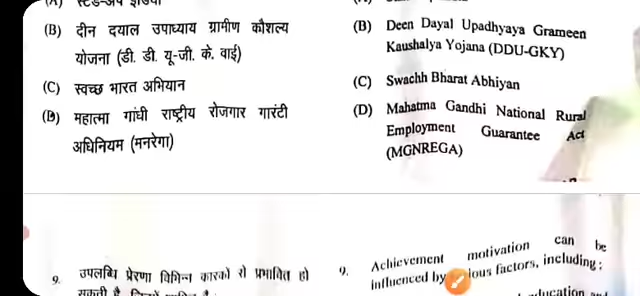 (B) दीन दयाल उपाध्याय ग्रामीण कौशल्य
योजना (डी. डी. यू-जी. के. वाई)
(C) स्वच्छ भारत अभियान
(D) महात्मा गांधी राष्ट्रीय रोजगार गारंटी
अधिनियम (मनरेगा)
(B) Deen Dayal Upadhyaya Grameen
Kaushalya Yojana (DDU-GKY)
(C) Swachh Bharat Abhiyan
(D) Mahatma Gandhi National Rural
Employment Guarantee Act
(MGNREGA)
9. उपलब्धि प्रेरणा विभिन्न कारकों से प्रभावित हो
9. Achievement motivation can be
influenced by factors, including: